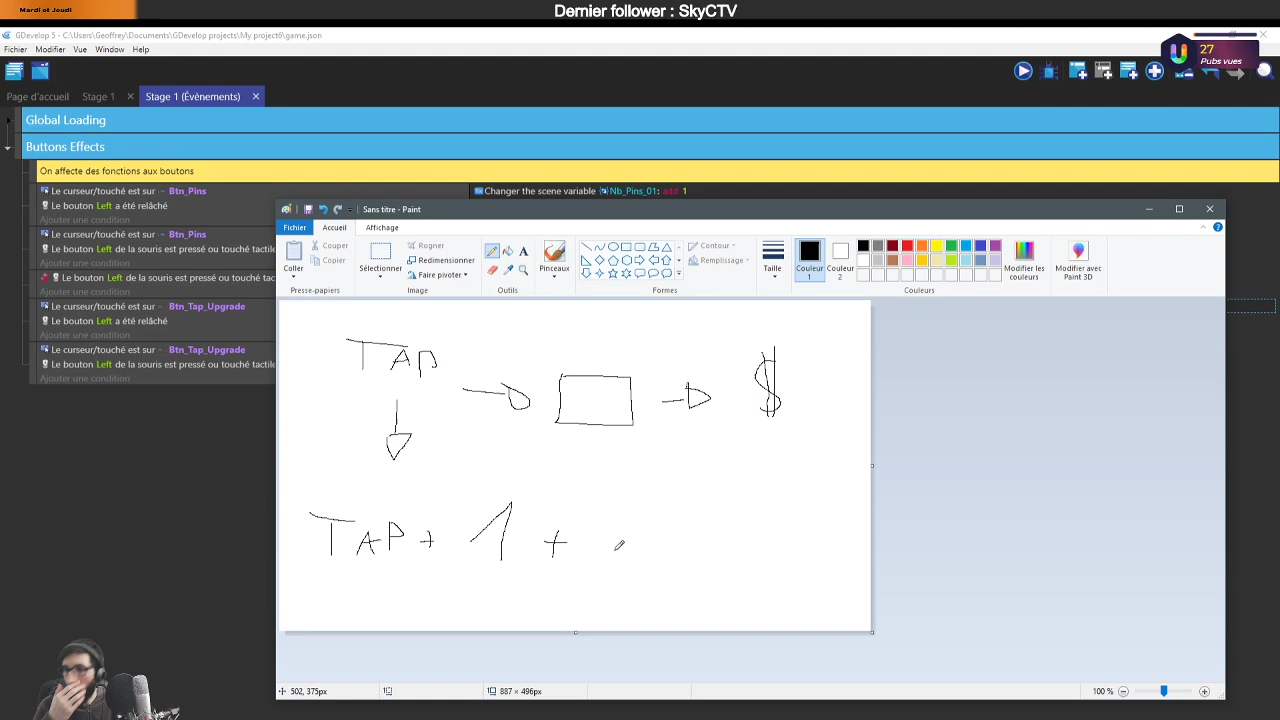 Mardi et Jeudi
Dernier follower : SkyCTV
GDevelop 5 - C:\Users\Geoffrey\Documents\GDevelop projects\My project6\game.json
Fichier Modifier Vue Window Help
27
Pubs vues
Page d'accueil Stage 1 Stage 1 (Évènements)
Global Loading
Buttons Effects
On affecte des fonctions aux boutons
Le curseur/touché est sur Btn_Pins
Changer the scene variable Nb_Pins_01: add 1
Le bouton Left a été relâché
Ajouter une condition
Le curseur/touché est sur Btn_Pins
Le bouton Left de la souris est pressé ou touché tactile
Ajouter une condition
Le bouton Left de la souris est pressé ou touché tactile
Ajouter une condition
Le curseur/touché est sur Btn_Tap_Upgrade
Le bouton Left a été relâché
Ajouter une condition
Le curseur/touché est sur Btn_Tap_Upgrade
Le bouton Left de la souris est pressé ou touché tactile
Ajouter une condition
Sans titre - Paint
Fichier Accueil Affichage
Coller
Couper
Copier
Presse-papiers
Sélectionner
Rogner
Redimensionner
Faire pivoter
Image
Outils
Pinceaux
Formes
Contour
Remplissage
Taille
Couleur 1
Couleur 2
Modifier les couleurs
Couleurs
Modifier avec Paint 3D
TAP
$
TAP + 1 +
502, 375px
887 × 496px
100 %